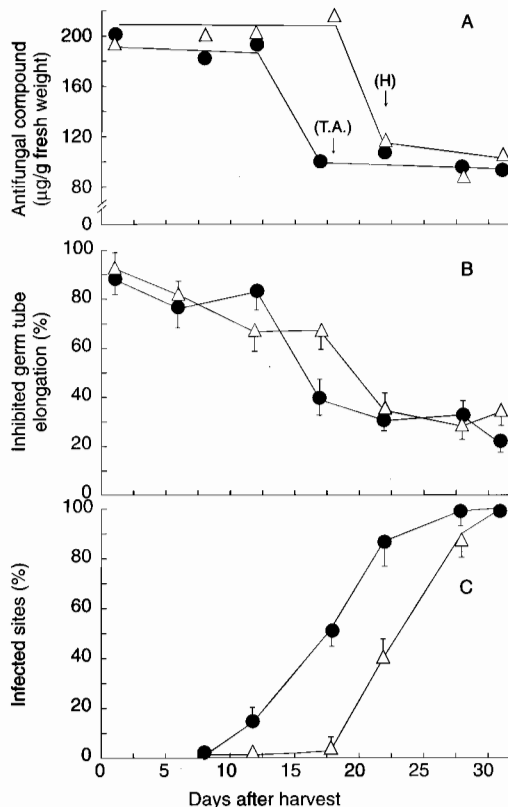 A
Antifungal compound
(µg/g fresh weight)
200
160
120
80
0
(H)
(T.A.)
B
Inhibited germ tube
elongation (%)
100
80
60
40
20
0
C
Infected sites (%)
100
80
60
40
20
0
0 5 10 15 20 25 30
Days after harvest